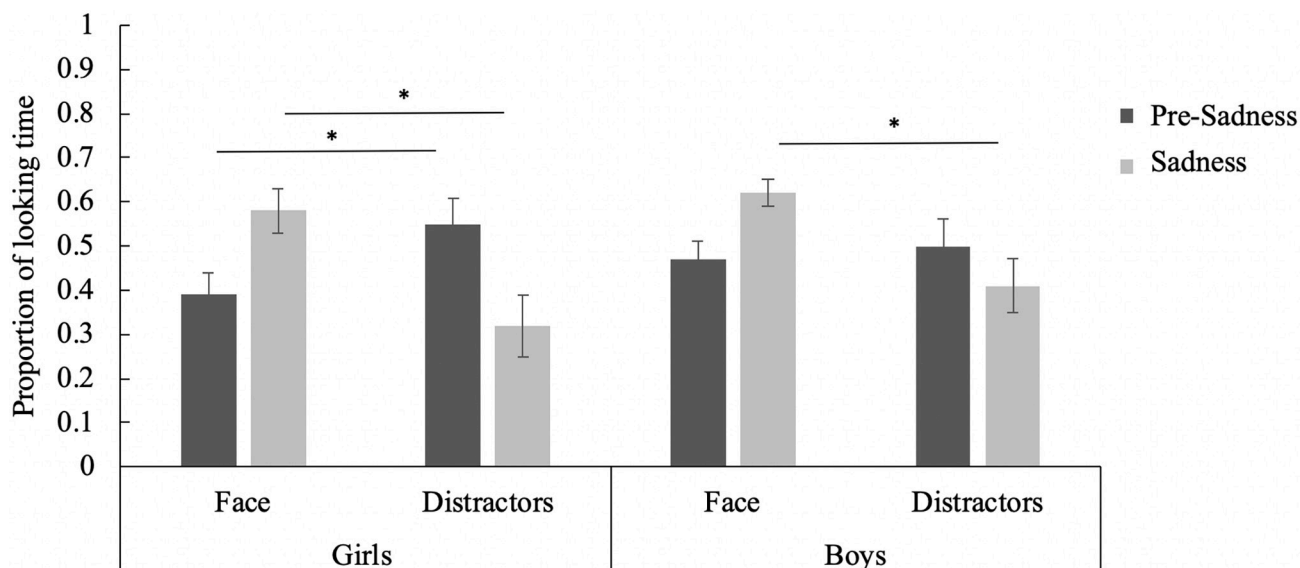 Proportion of looking time
1
0.9
0.8
0.7
0.6
0.5
0.4
0.3
0.2
0.1
0
*
*
*
Pre-Sadness
Sadness
Face
Distractors
Face
Distractors
Girls
Boys